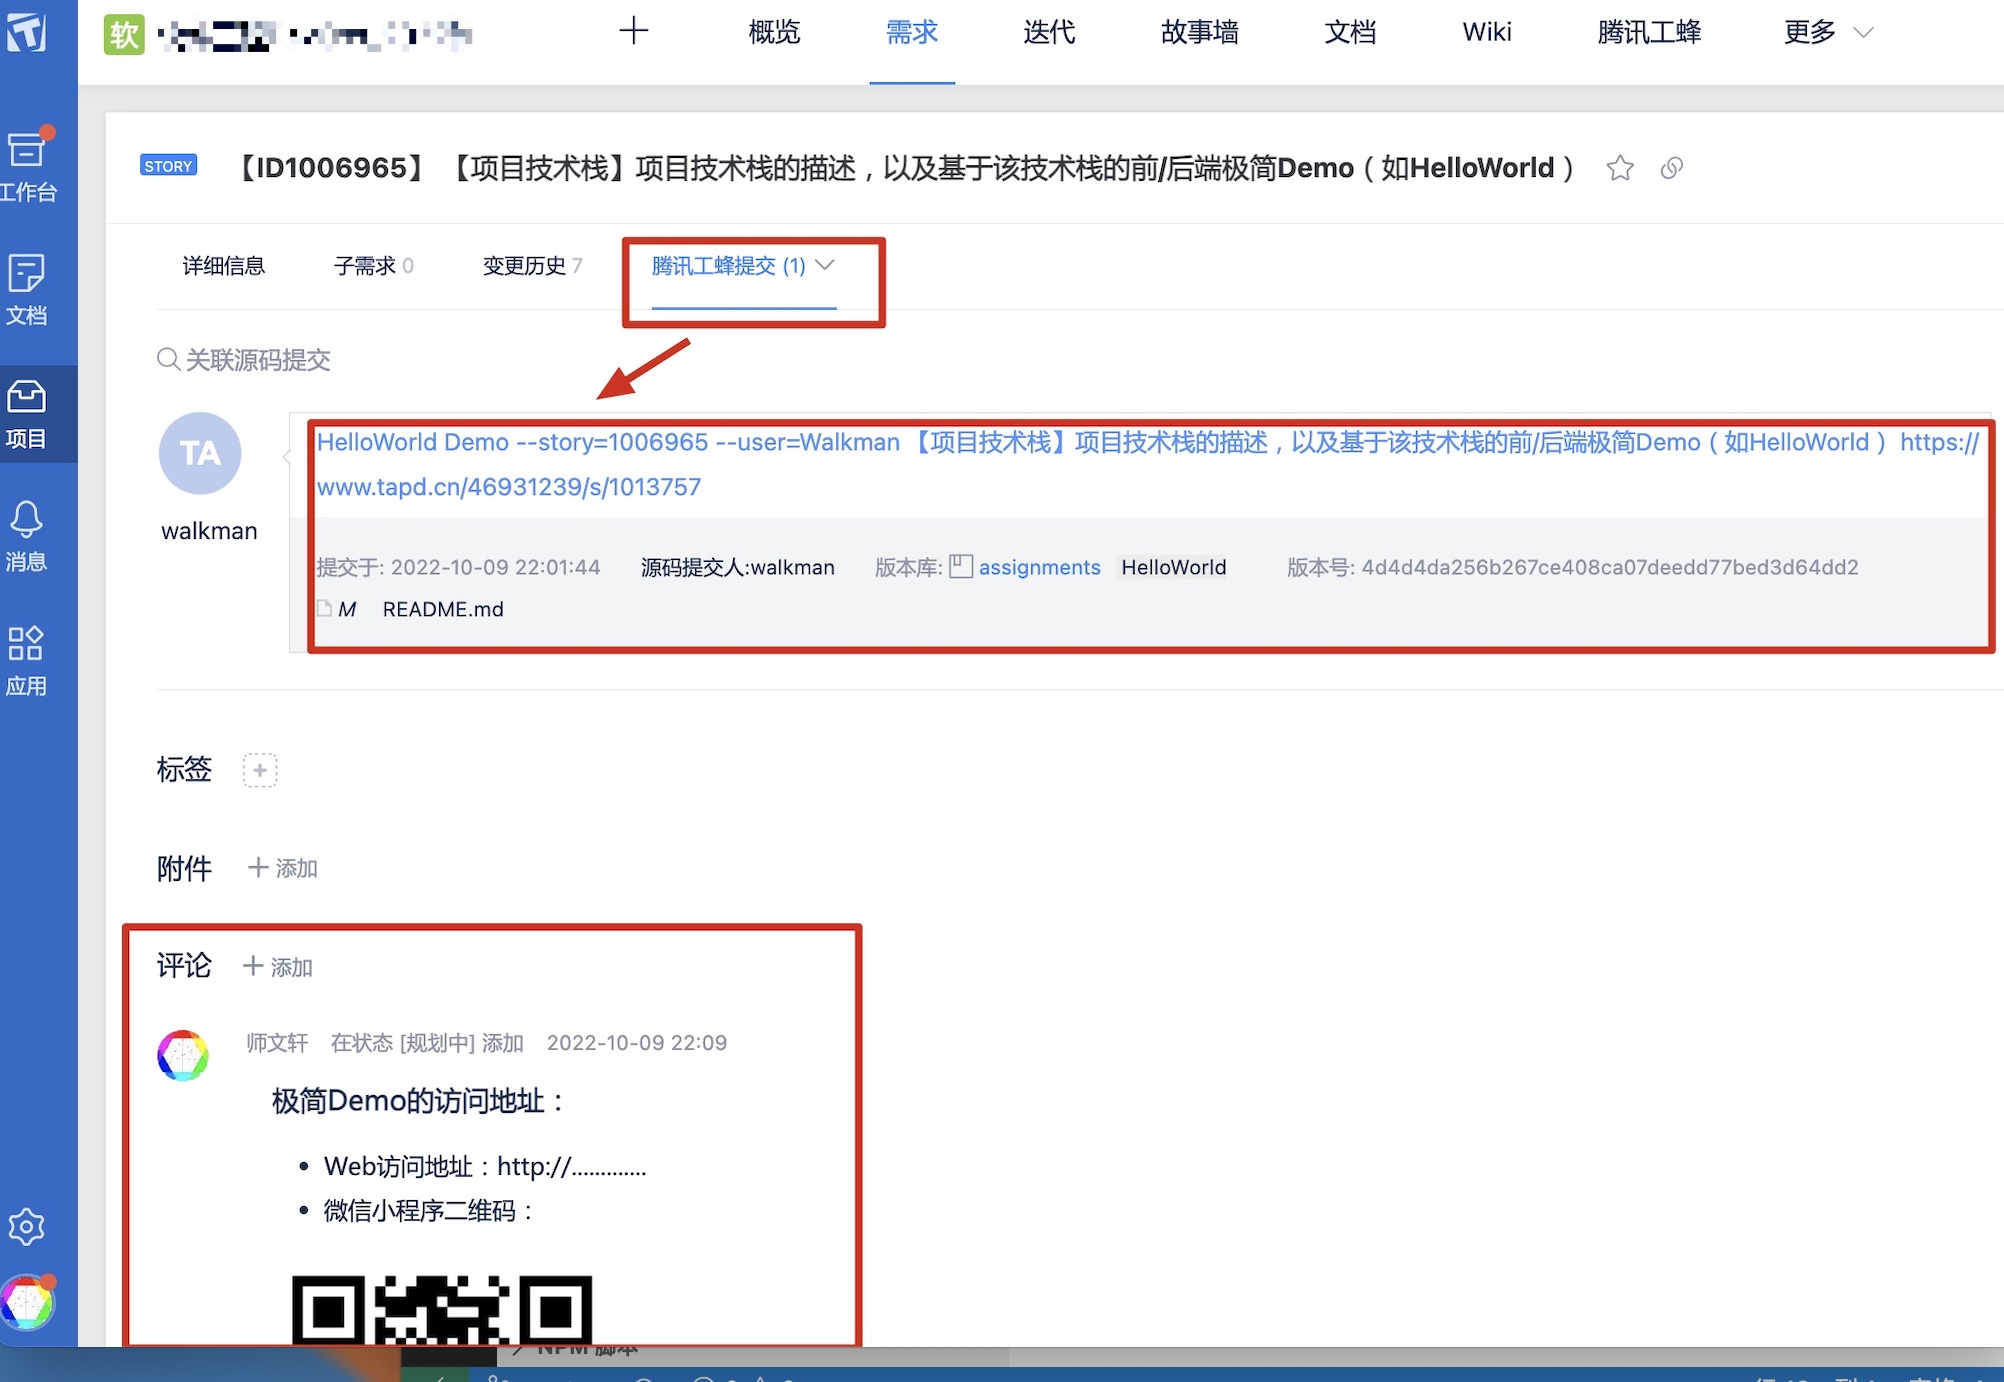 软
概览
需求
迭代
故事墙
文档
Wiki
腾讯工蜂
更多
工作台
文档
项目
消息
应用
STORY
【ID1006965】【项目技术栈】项目技术栈的描述，以及基于该技术栈的前/后端极简Demo（如HelloWorld）
详细信息
子需求 0
变更历史 7
腾讯工蜂提交 (1)
关联源码提交
TA
walkman
HelloWorld Demo --story=1006965 --user=Walkman 【项目技术栈】项目技术栈的描述，以及基于该技术栈的前/后端极简Demo（如HelloWorld）https://
www.tapd.cn/46931239/s/1013757
提交于: 2022-10-09 22:01:44 源码提交人:walkman 版本库: assignments HelloWorld 版本号: 4d4d4da256b267ce408ca07deedd77bed3d64dd2
M README.md
标签
附件 + 添加
评论 + 添加
师文轩 在状态 [规划中] 添加 2022-10-09 22:09
极简Demo的访问地址：
• Web访问地址：http://.............
• 微信小程序二维码：
NPM 脚本